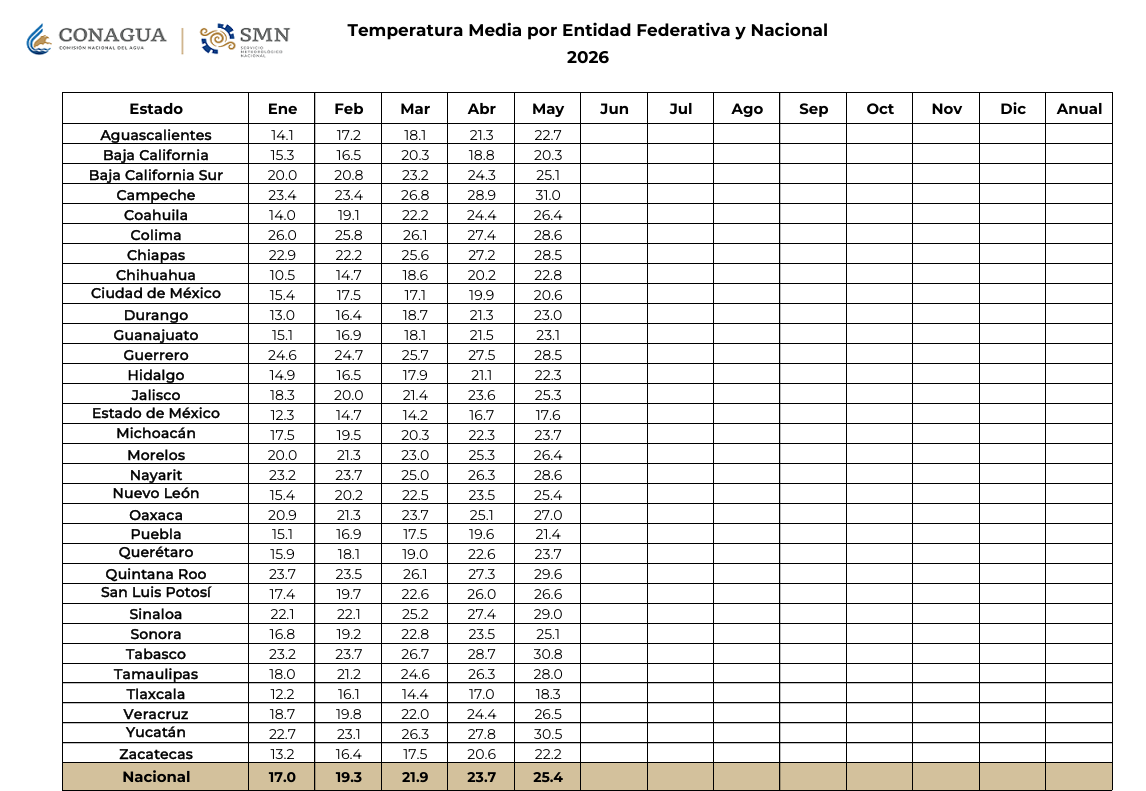 CONAGUA
COMISIÓN NACIONAL DEL AGUA
SMN
SERVICIO
METEOROLÓGICO
NACIONAL
Temperatura Media por Entidad Federativa y Nacional
2026
Estado Ene Feb Mar Abr May Jun Jul Ago Sep Oct Nov Dic Anual
Aguascalientes 14.1 17.2 18.1 21.3 22.7
Baja California 15.3 16.5 20.3 18.8 20.3
Baja California Sur 20.0 20.8 23.2 24.3 25.1
Campeche 23.4 23.4 26.8 28.9 31.0
Coahuila 14.0 19.1 22.2 24.4 26.4
Colima 26.0 25.8 26.1 27.4 28.6
Chiapas 22.9 22.2 25.6 27.2 28.5
Chihuahua 10.5 14.7 18.6 20.2 22.8
Ciudad de México 15.4 17.5 17.1 19.9 20.6
Durango 13.0 16.4 18.7 21.3 23.0
Guanajuato 15.1 16.9 18.1 21.5 23.1
Guerrero 24.6 24.7 25.7 27.5 28.5
Hidalgo 14.9 16.5 17.9 21.1 22.3
Jalisco 18.3 20.0 21.4 23.6 25.3
Estado de México 12.3 14.7 14.2 16.7 17.6
Michoacán 17.5 19.5 20.3 22.3 23.7
Morelos 20.0 21.3 23.0 25.3 26.4
Nayarit 23.2 23.7 25.0 26.3 28.6
Nuevo León 15.4 20.2 22.5 23.5 25.4
Oaxaca 20.9 21.3 23.7 25.1 27.0
Puebla 15.1 16.9 17.5 19.6 21.4
Querétaro 15.9 18.1 19.0 22.6 23.7
Quintana Roo 23.7 23.5 26.1 27.3 29.6
San Luis Potosí 17.4 19.7 22.6 26.0 26.6
Sinaloa 22.1 22.1 25.2 27.4 29.0
Sonora 16.8 19.2 22.8 23.5 25.1
Tabasco 23.2 23.7 26.7 28.7 30.8
Tamaulipas 18.0 21.2 24.6 26.3 28.0
Tlaxcala 12.2 16.1 14.4 17.0 18.3
Veracruz 18.7 19.8 22.0 24.4 26.5
Yucatán 22.7 23.1 26.3 27.8 30.5
Zacatecas 13.2 16.4 17.5 20.6 22.2
Nacional 17.0 19.3 21.9 23.7 25.4